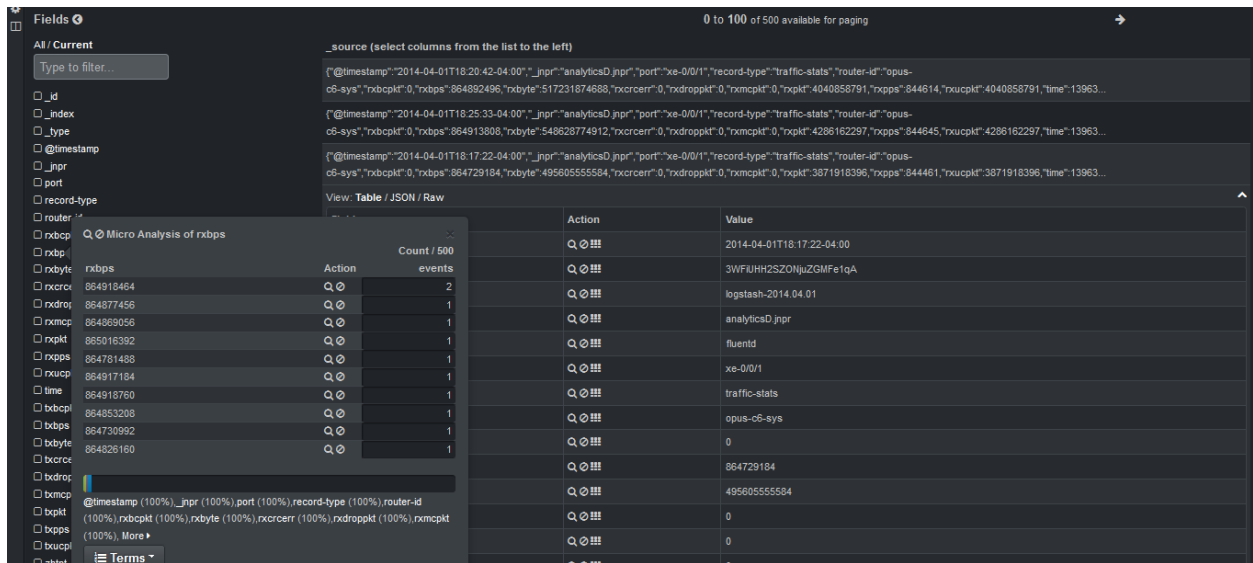 Fields
0 to 100 of 500 available for paging
All / Current
Type to filter...
_id
_index
_type
@timestamp
_jnpr
port
record-type
_source (select columns from the list to the left)
{"@timestamp":"2014-04-01T18:20:42-04:00","_jnpr":"analyticsD.jnpr","port":"xe-0/0/1","record-type":"traffic-stats","router-id":"opus-
c6-sys","rxbcpkt":0,"rxbps":864892496,"rxbyte":517231874688,"rxcrcerr":0,"rxdroppkt":0,"rxmcpkt":0,"rxpkt":4040858791,"rxpps":844614,"rxucpkt":4040858791,"time":13963...
{"@timestamp":"2014-04-01T18:25:33-04:00","_jnpr":"analyticsD.jnpr","port":"xe-0/0/1","record-type":"traffic-stats","router-id":"opus-
c6-sys","rxbcpkt":0,"rxbps":864913808,"rxbyte":548628774912,"rxcrcerr":0,"rxdroppkt":0,"rxmcpkt":0,"rxpkt":4286162297,"rxpps":844645,"rxucpkt":4286162297,"time":13963...
{"@timestamp":"2014-04-01T18:17:22-04:00","_jnpr":"analyticsD.jnpr","port":"xe-0/0/1","record-type":"traffic-stats","router-id":"opus-
c6-sys","rxbcpkt":0,"rxbps":864729184,"rxbyte":495605555584,"rxcrcerr":0,"rxdroppkt":0,"rxmcpkt":0,"rxpkt":3871918396,"rxpps":844461,"rxucpkt":3871918396,"time":13963...
View: Table / JSON / Raw
Action Value
2014-04-01T18:17:22-04:00
3WFiUHH2SZONjuZGMFe1qA
logstash-2014.04.01
analyticsD.jnpr
fluentd
xe-0/0/1
traffic-stats
opus-c6-sys
0
864729184
495605555584
0
0
router-id
rxbcp
rxbp
rxbyte
rxcrce
rxdrop
rxmcp
rxpkt
rxpps
rxucp
time
txbcpl
txbps
txbyte
txcrce
txdrop
txmcp
txpkt
txpps
txucpl
Micro Analysis of rxbps
Count / 500
rxbps Action events
864918464 2
864877456 1
864869056 1
865016392 1
864781488 1
864917184 1
864918760 1
864853208 1
864730992 1
864826160 1
@timestamp (100%),_jnpr (100%),port (100%),record-type (100%),router-id
(100%),rxbcpkt (100%),rxbyte (100%),rxcrcerr (100%),rxdroppkt (100%),rxmcpkt
(100%), More
Terms